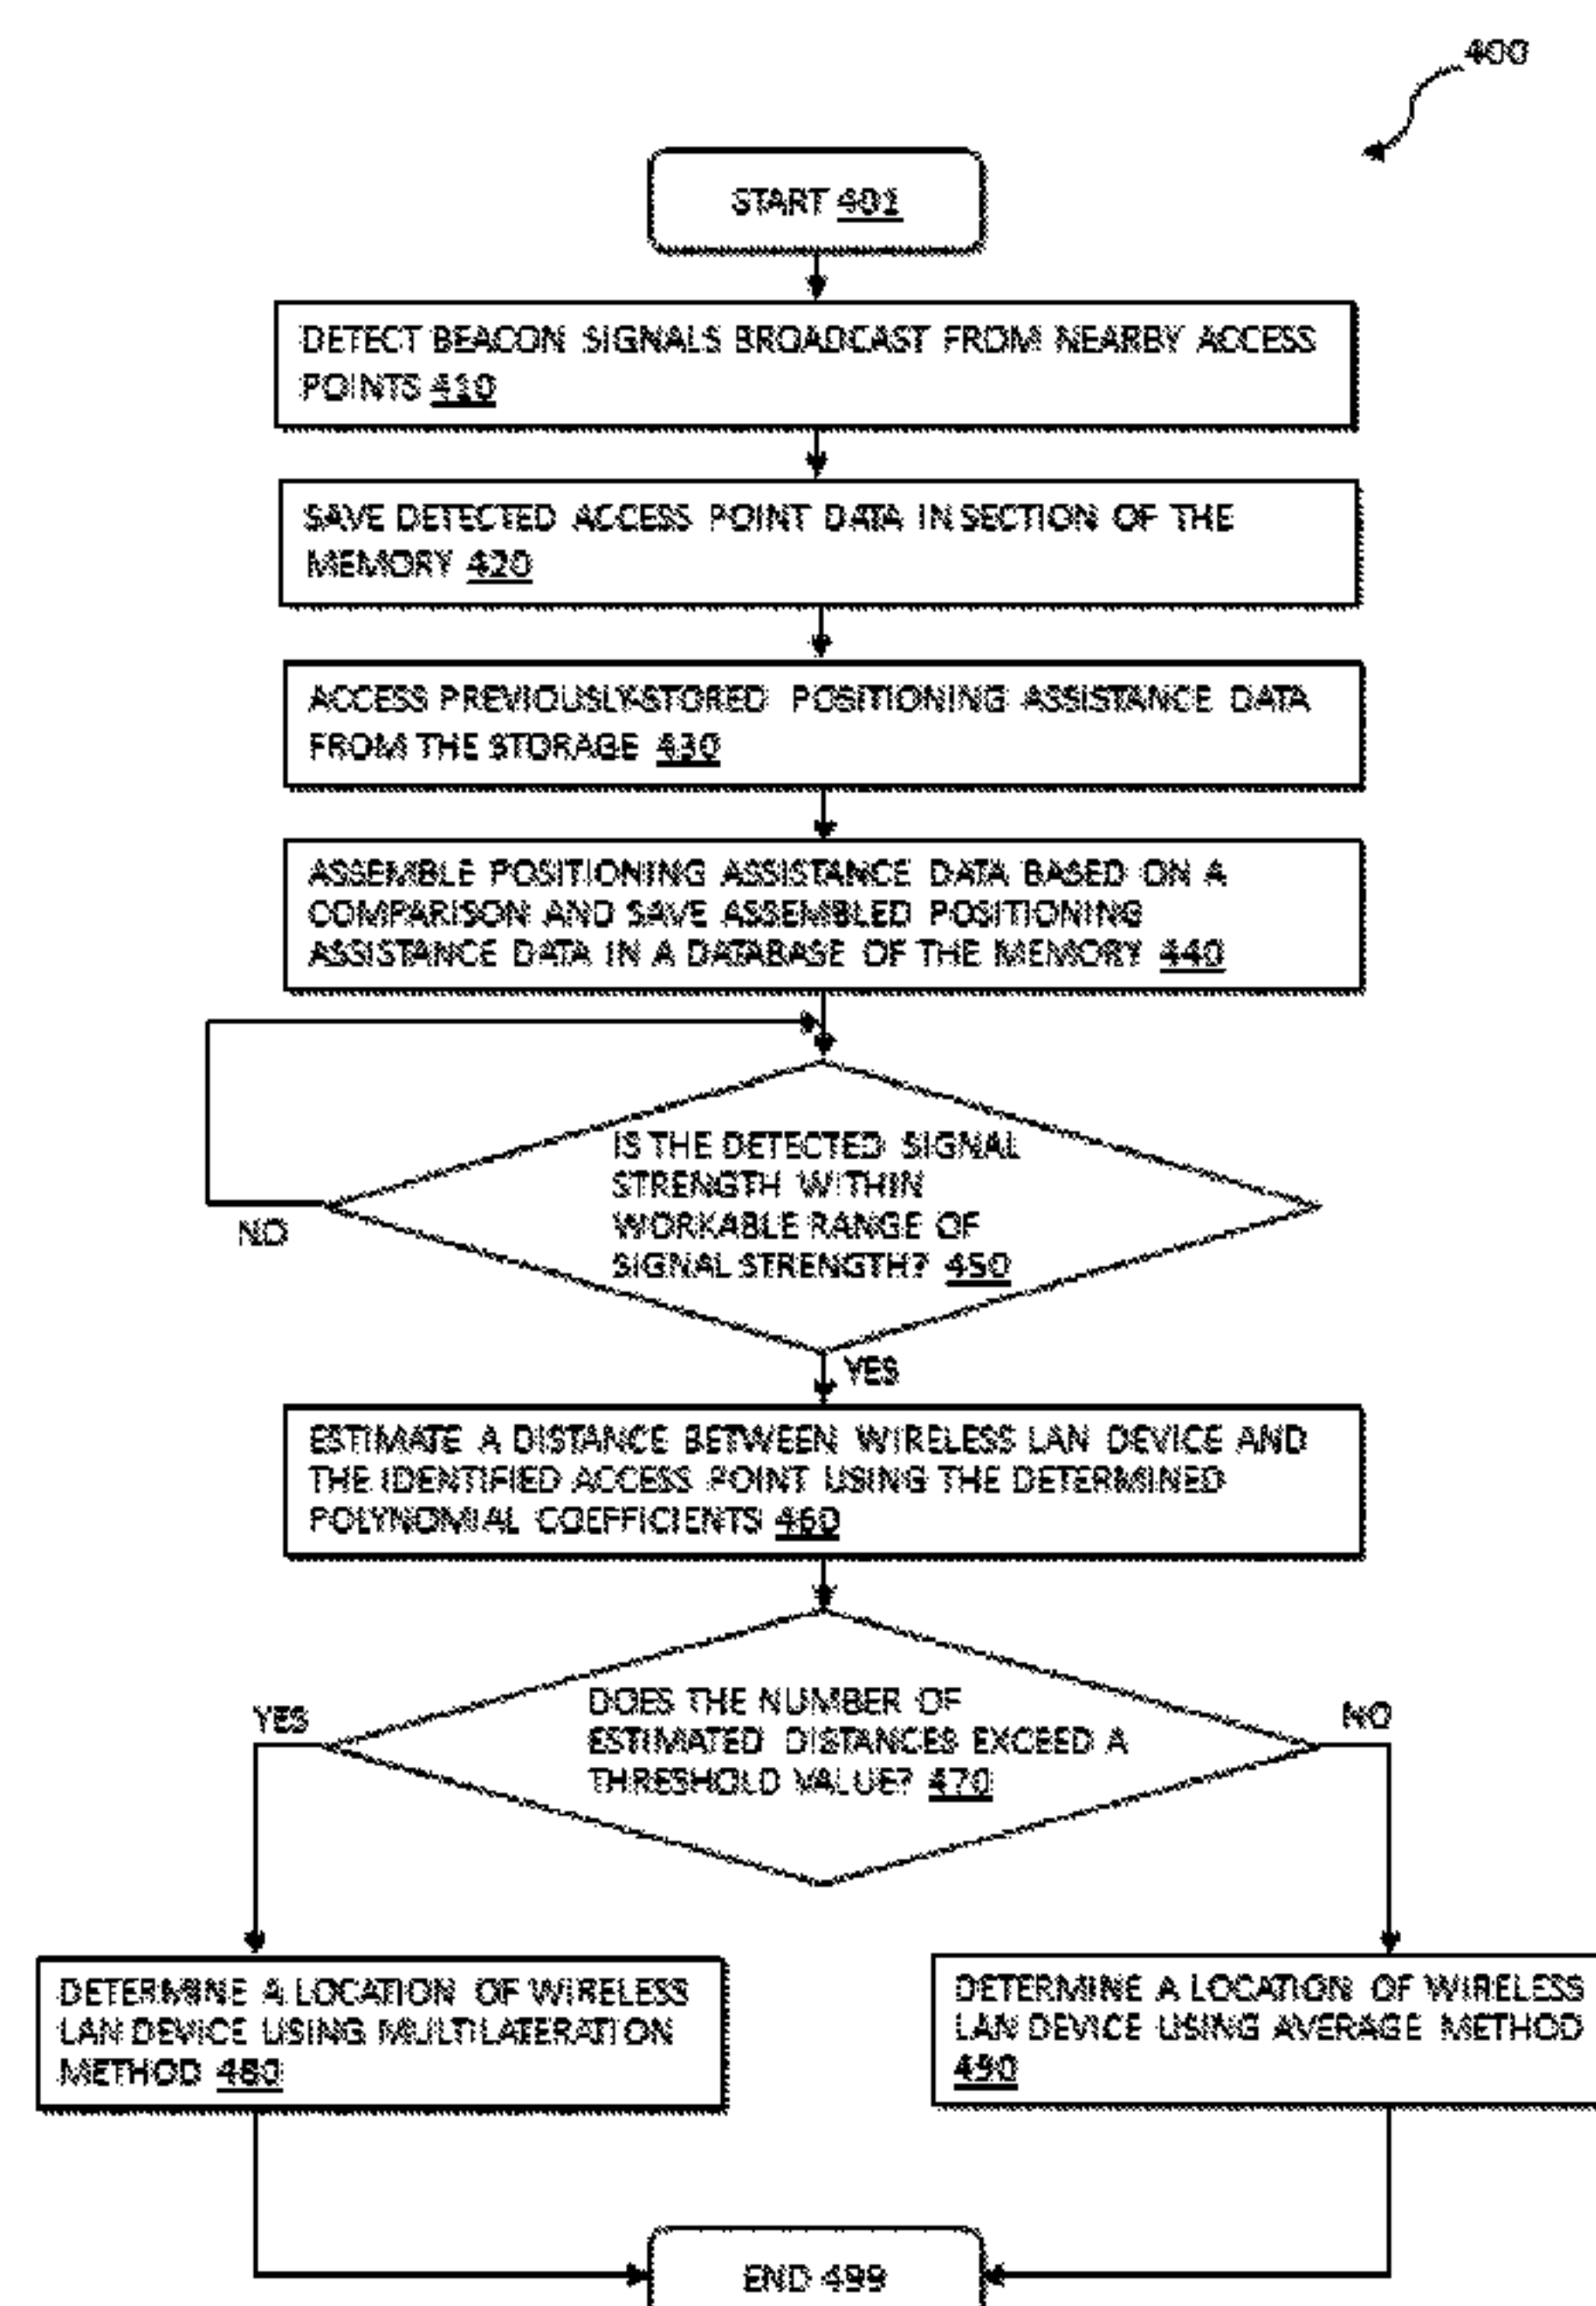 400
START 401
DETECT BEACON SIGNALS BROADCAST FROM NEARBY ACCESS
POINTS 410
SAVE DETECTED ACCESS POINT DATA IN SECTION OF THE
MEMORY 420
ACCESS PREVIOUSLY-STORED POSITIONING ASSISTANCE DATA
FROM THE STORAGE 430
ASSEMBLE POSITIONING ASSISTANCE DATA BASED ON A
COMPARISON AND SAVE ASSEMBLED POSITIONING
ASSISTANCE DATA IN A DATABASE OF THE MEMORY 440
IS THE DETECTED SIGNAL
STRENGTH WITHIN
WORKABLE RANGE OF
SIGNAL STRENGTH? 450
NO
YES
ESTIMATE A DISTANCE BETWEEN WIRELESS LAN DEVICE AND
THE IDENTIFIED ACCESS POINT USING THE DETERMINED
POLYNOMIAL COEFFICIENTS 460
DOES THE NUMBER OF
ESTIMATED DISTANCES EXCEED A
THRESHOLD VALUE? 470
YES
NO
DETERMINE A LOCATION OF WIRELESS
LAN DEVICE USING MULTILATERATION
METHOD 480
DETERMINE A LOCATION OF WIRELESS
LAN DEVICE USING AVERAGE METHOD
490
END 499